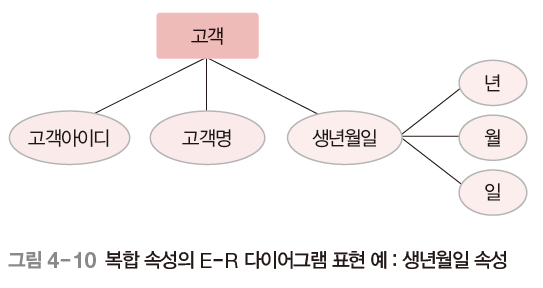 고객
고객아이디
고객명
생년월일
년
월
일
그림 4-10 복합 속성의 E-R 다이어그램 표현 예 : 생년월일 속성